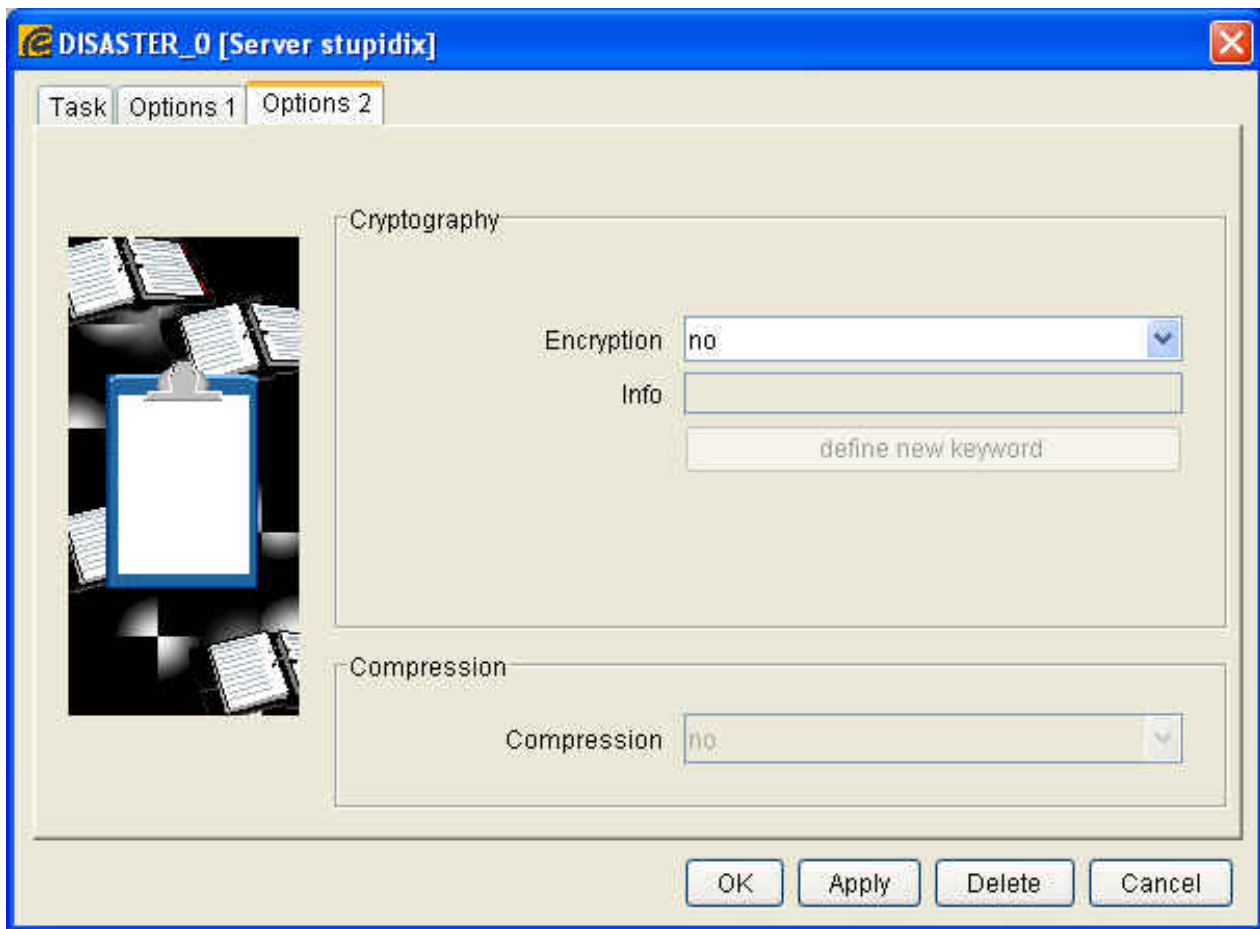 DISASTER_0 [Server stupidix]
Task Options 1 Options 2
Cryptography
Encryption no
Info
define new keyword
Compression
Compression no
OK Apply Delete Cancel